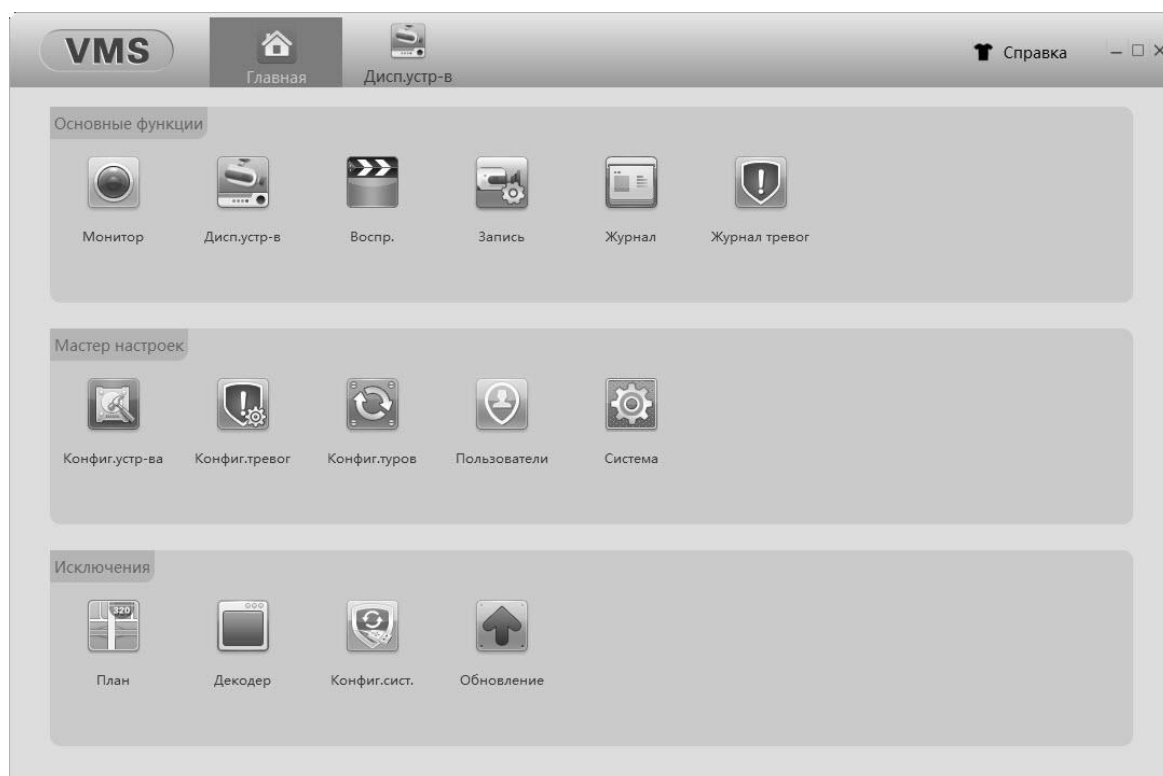 VMS
Главная
Дисп.устр-в
Справка
Основные функции
Монитор
Дисп.устр-в
Воспр.
Запись
Журнал
Журнал тревог
Мастер настроек
Конфиг.устр-ва
Конфиг.тревог
Конфиг.туров
Пользователи
Система
Исключения
320
План
Декодер
Конфиг.сист.
Обновление